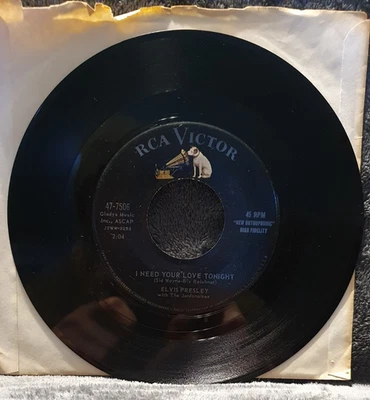 RCA VICTOR
47-7506
Gladys Music
Inc., ASCAP
2:04
45 RPM
"NEW ORTHOPHONIC"
HIGH FIDELITY
I NEED YOUR LOVE TONIGHT
(Sid Wayne-Bix Reichner)
ELVIS PRESLEY
with The Jordanaires